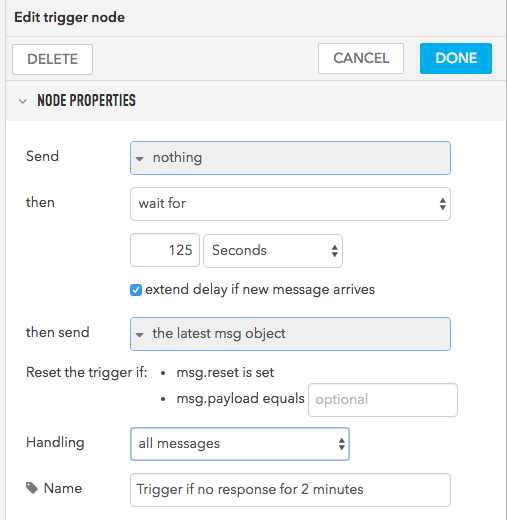 Edit trigger node
DELETE CANCEL DONE
NODE PROPERTIES
Send nothing
then wait for
125 Seconds
extend delay if new message arrives
then send the latest msg object
Reset the trigger if: • msg.reset is set
• msg.payload equals optional
Handling all messages
Name Trigger if no response for 2 minutes